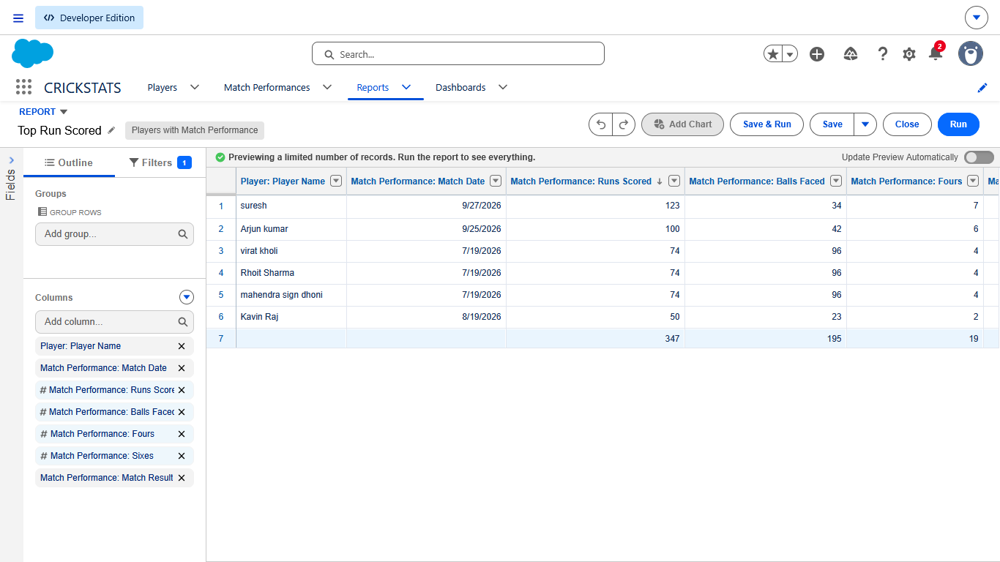 Developer Edition
Search...
2
CRICKSTATS Players Match Performances Reports Dashboards
REPORT
Top Run Scored Players with Match Performance
Add Chart Save & Run Save Close Run
Fields
Outline Filters 1
Groups
GROUP ROWS
Add group...
Columns
Add column...
Player: Player Name
Match Performance: Match Date
# Match Performance: Runs Score
# Match Performance: Balls Faced
# Match Performance: Fours
# Match Performance: Sixes
Match Performance: Match Result
Previewing a limited number of records. Run the report to see everything. Update Preview Automatically
Player: Player Name Match Performance: Match Date Match Performance: Runs Scored ↓ Match Performance: Balls Faced Match Performance: Fours Ma
1 suresh 9/27/2026 123 34 7
2 Arjun kumar 9/25/2026 100 42 6
3 virat kholi 7/19/2026 74 96 4
4 Rhoit Sharma 7/19/2026 74 96 4
5 mahendra sign dhoni 7/19/2026 74 96 4
6 Kavin Raj 8/19/2026 50 23 2
7 347 195 19